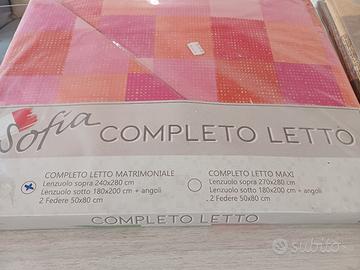 Sofia
COMPLETO LETTO
COMPLETO LETTO MATRIMONIALE
Lenzuolo sopra 240x280 cm
Lenzuolo sotto 180x200 cm + angoli
2 Federe 50x80 cm
COMPLETO LETTO MAXI
Lenzuolo sopra 270x280 cm
Lenzuolo sotto 180x200 cm + angoli
2 Federe 50x80 cm
COMPLETO LETTO
subito